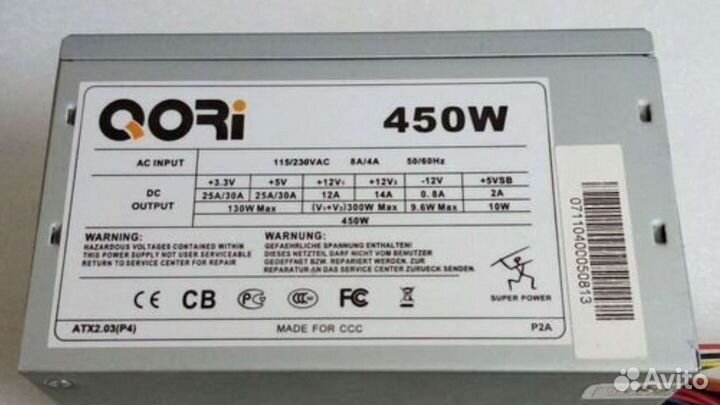 QORi 450W
AC INPUT 115/230VAC 8A/4A 50/60Hz
DC OUTPUT +3.3V +5V +12V1 +12V2 -12V +5VSB
25A/30A 25A/30A 12A 14A 0.8A 2A
130W Max (V1+V2)300W Max 9.6W Max 10W
450W
WARNING:
HAZARDOUS VOLTAGES CONTAINED WITHIN
THIS POWER SUPPLY NOT USER SERVICEABLE
RETURN TO SERVICE CENTER FOR REPAIR
WARNUNG:
GEFAEHRLICHE SPANNUNG ENTHALTEN!
DIESES NETZTEIL DARF NICHT VOM BENUTZER
GEOEFFNET BZW. REPARIERT WERDEN. ZUR
REPARATUR AN DAS SERVICE CENTER ZURUECK SENDEN.
CE CB PG CCC FC
SUPER POWER
ATX2.03(P4) MADE FOR CCC P2A
07110400050813
Avito